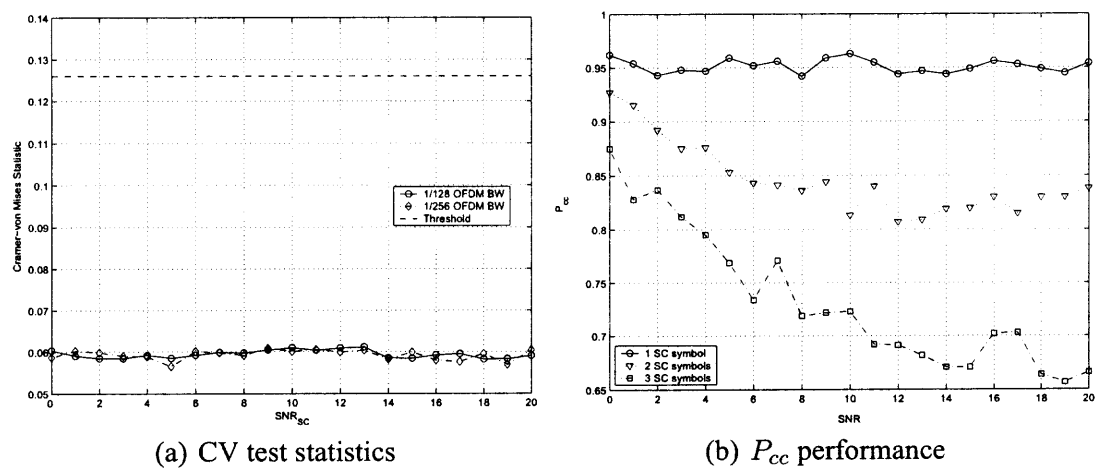 0.14
0.13
0.12
0.11
0.1
0.09
0.08
0.07
0.06
0.05
0 2 4 6 8 10 12 14 16 18 20
Cramer-von Mises Statistic
SNR_SC
1/128 OFDM BW
1/256 OFDM BW
Threshold
(a) CV test statistics
1
0.95
0.9
0.85
0.8
0.75
0.7
0.65
0 2 4 6 8 10 12 14 16 18 20
P_cc
SNR
1 SC symbol
2 SC symbols
3 SC symbols
(b) P_cc performance